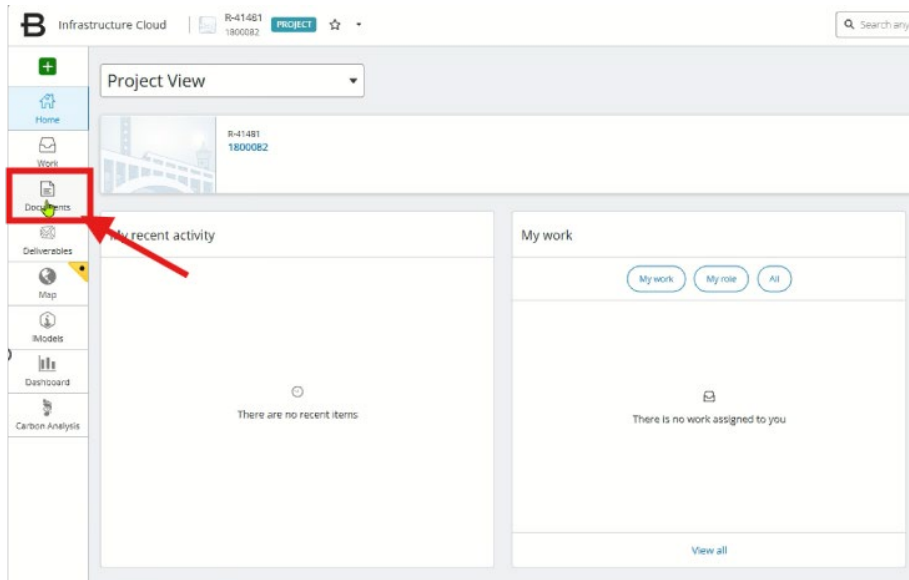 B Infrastructure Cloud
R-41481
1800082
PROJECT
Search any
Home
Work
Documents
Deliverables
Map
iModels
Dashboard
Carbon Analysis
Project View
R-41481
1800082
My recent activity
There are no recent items
My work
My work
My role
All
There is no work assigned to you
View all